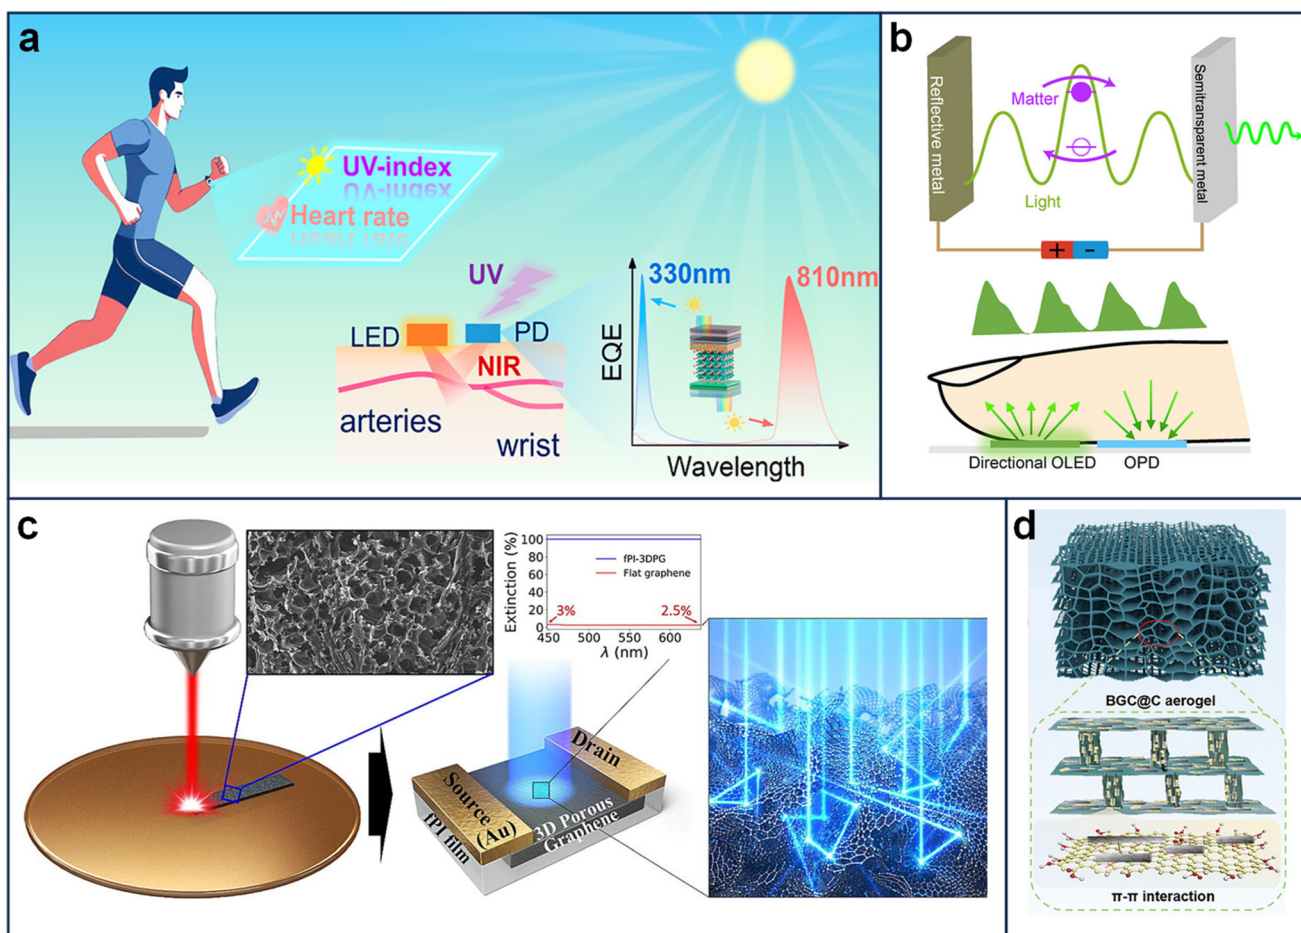 a
UV-index
Heart rate
UV
LED
PD
NIR
arteries
wrist
EQE
330nm
810nm
Wavelength
b
Reflective metal
Matter
Light
Semitransparent metal
+
-
Directional OLED
OPD
c
Extinction (%)
100
80
60
40
20
0
fPI-3DPG
Flat graphene
3%
2.5%
450
500
550
600
λ (nm)
Drain
Source
(Au)
fPI film
3D Porous
Graphene
d
BGC@C aerogel
π-π interaction